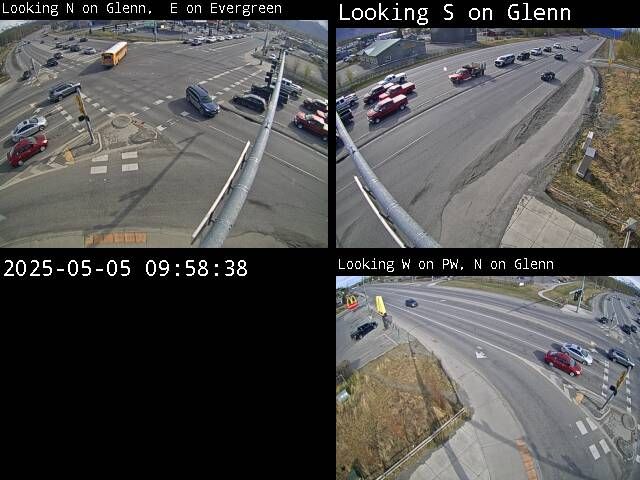 Looking N on Glenn,  E on Evergreen
Looking S on Glenn
2025-05-05 09:58:38
Looking W on PW, N on Glenn